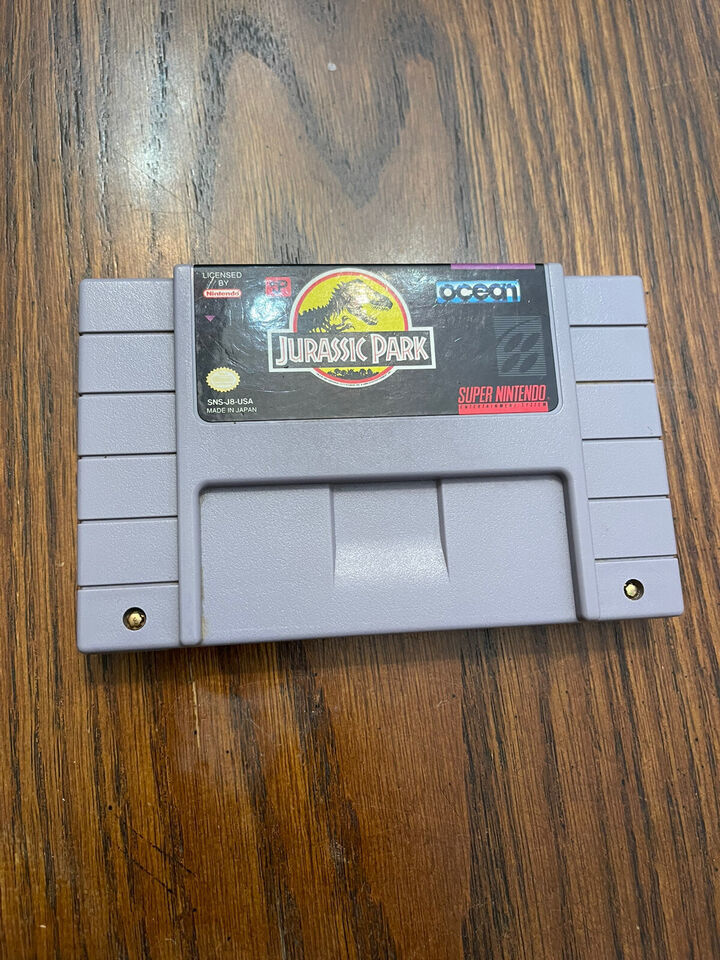 LICENSED
BY
Nintendo
ocean
JURASSIC PARK
SNS-J8-USA
MADE IN JAPAN
SUPER NINTENDO
ENTERTAINMENT SYSTEM